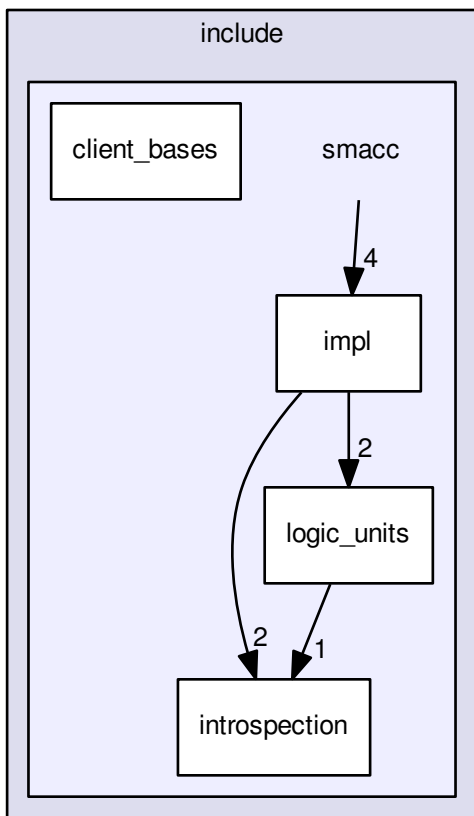 include
client_bases
smacc
4
impl
2
logic_units
2
1
introspection